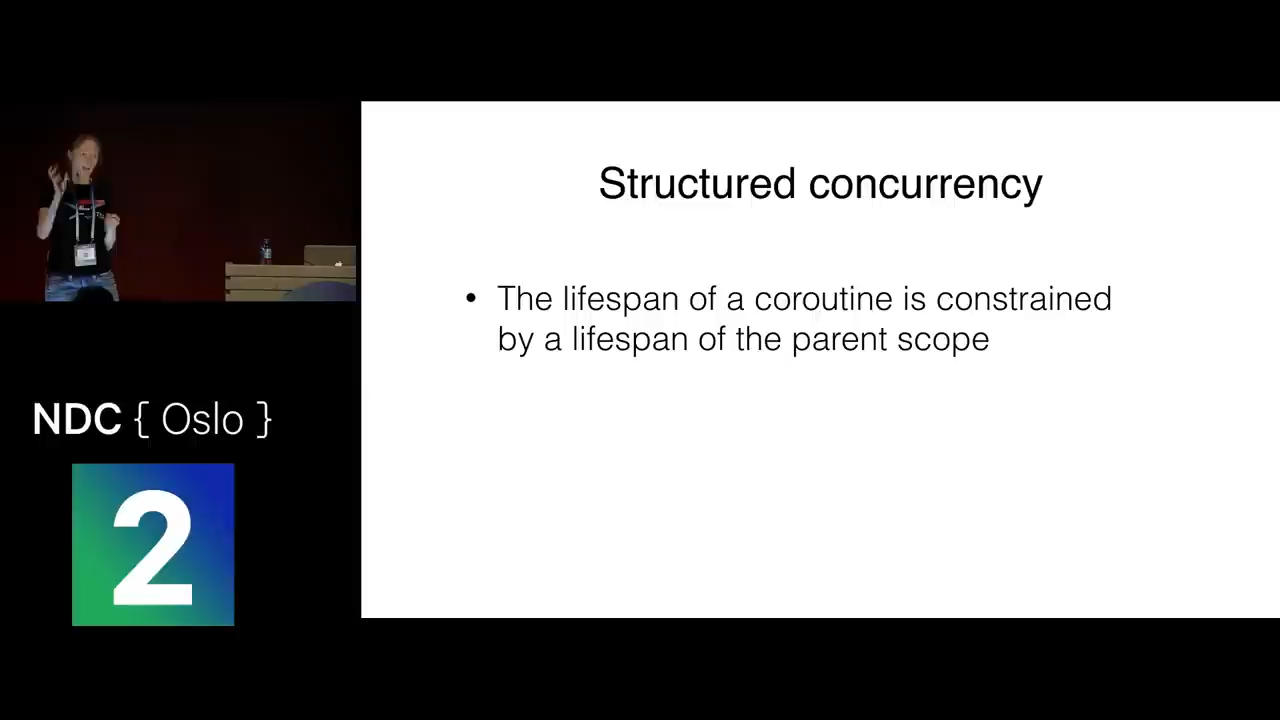 Structured concurrency
• The lifespan of a coroutine is constrained
by a lifespan of the parent scope
NDC { Oslo }
2